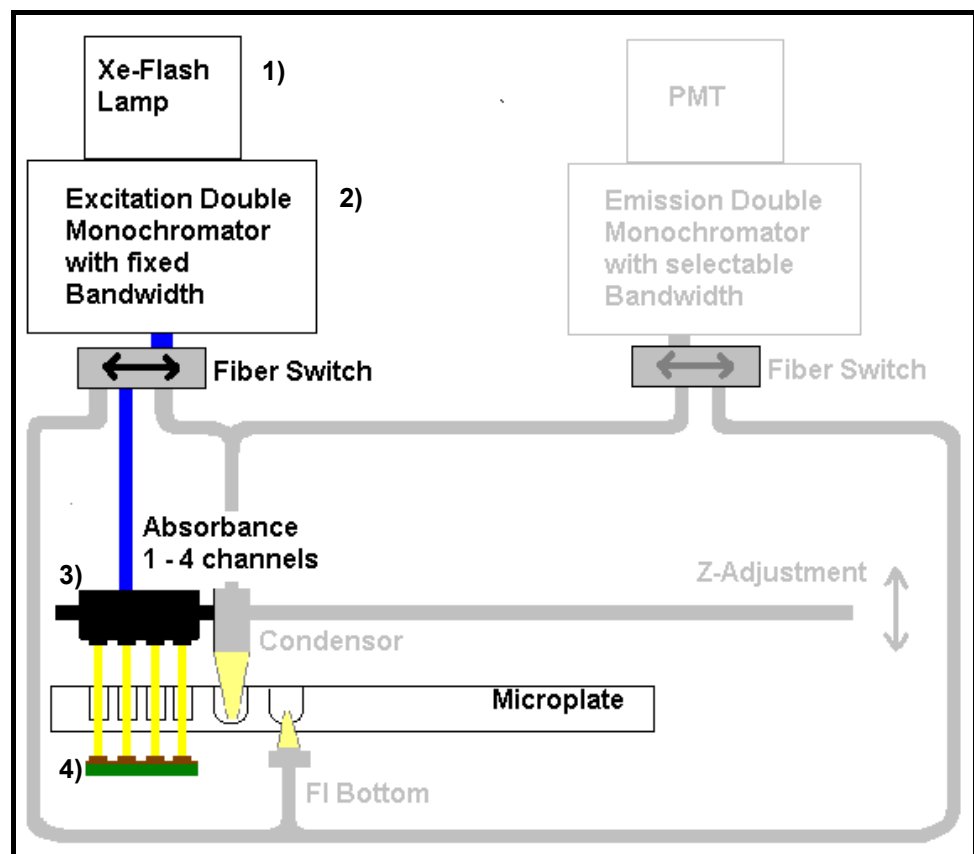 Xe-Flash
Lamp
1)
PMT
Excitation Double
Monochromator
with fixed
Bandwidth
2)
Emission Double
Monochromator
with selectable
Bandwidth
Fiber Switch
Fiber Switch
Absorbance
1 - 4 channels
3)
Z-Adjustment
Condensor
Microplate
4)
FI Bottom